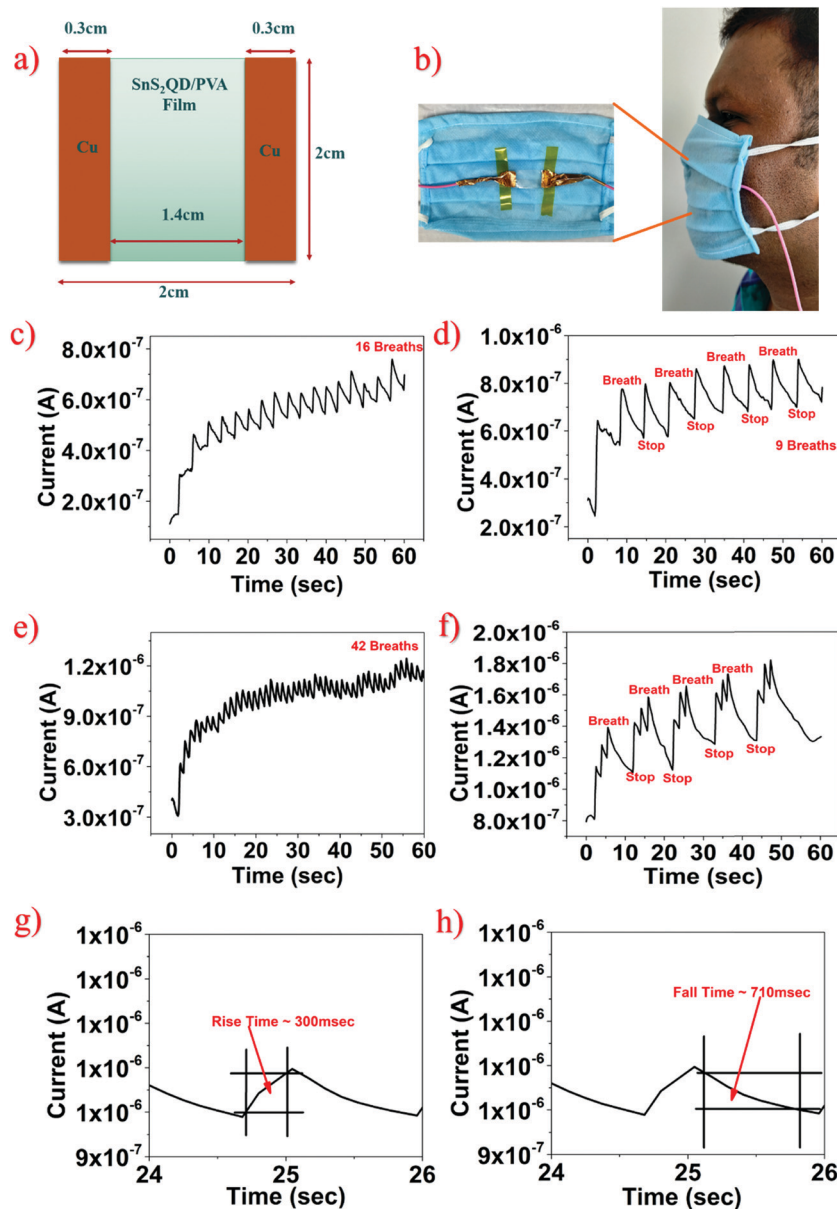 a)
0.3cm
0.3cm
SnS₂QD/PVA
Film
Cu
Cu
2cm
1.4cm
2cm
b)
c)
16 Breaths
8.0x10⁻⁷
6.0x10⁻⁷
4.0x10⁻⁷
2.0x10⁻⁷
Current (A)
0 10 20 30 40 50 60
Time (sec)
d)
1.0x10⁻⁶
8.0x10⁻⁷
6.0x10⁻⁷
4.0x10⁻⁷
2.0x10⁻⁷
Current (A)
Breath Breath Breath Breath
Stop Stop Stop Stop
9 Breaths
0 10 20 30 40 50 60
Time (sec)
e)
42 Breaths
1.2x10⁻⁶
9.0x10⁻⁷
6.0x10⁻⁷
3.0x10⁻⁷
Current (A)
0 10 20 30 40 50 60
Time (sec)
f)
2.0x10⁻⁶
1.8x10⁻⁶
1.6x10⁻⁶
1.4x10⁻⁶
1.2x10⁻⁶
1.0x10⁻⁶
8.0x10⁻⁷
Current (A)
Breath Breath Breath Breath
Stop Stop Stop Stop
0 10 20 30 40 50 60
Time (sec)
g)
1x10⁻⁶
1x10⁻⁶
1x10⁻⁶
1x10⁻⁶
1x10⁻⁶
9x10⁻⁷
Current (A)
Rise Time ~ 300msec
24 25 26
Time (sec)
h)
1x10⁻⁶
1x10⁻⁶
1x10⁻⁶
1x10⁻⁶
1x10⁻⁶
9x10⁻⁷
Current (A)
Fall Time ~ 710msec
24 25 26
Time (sec)